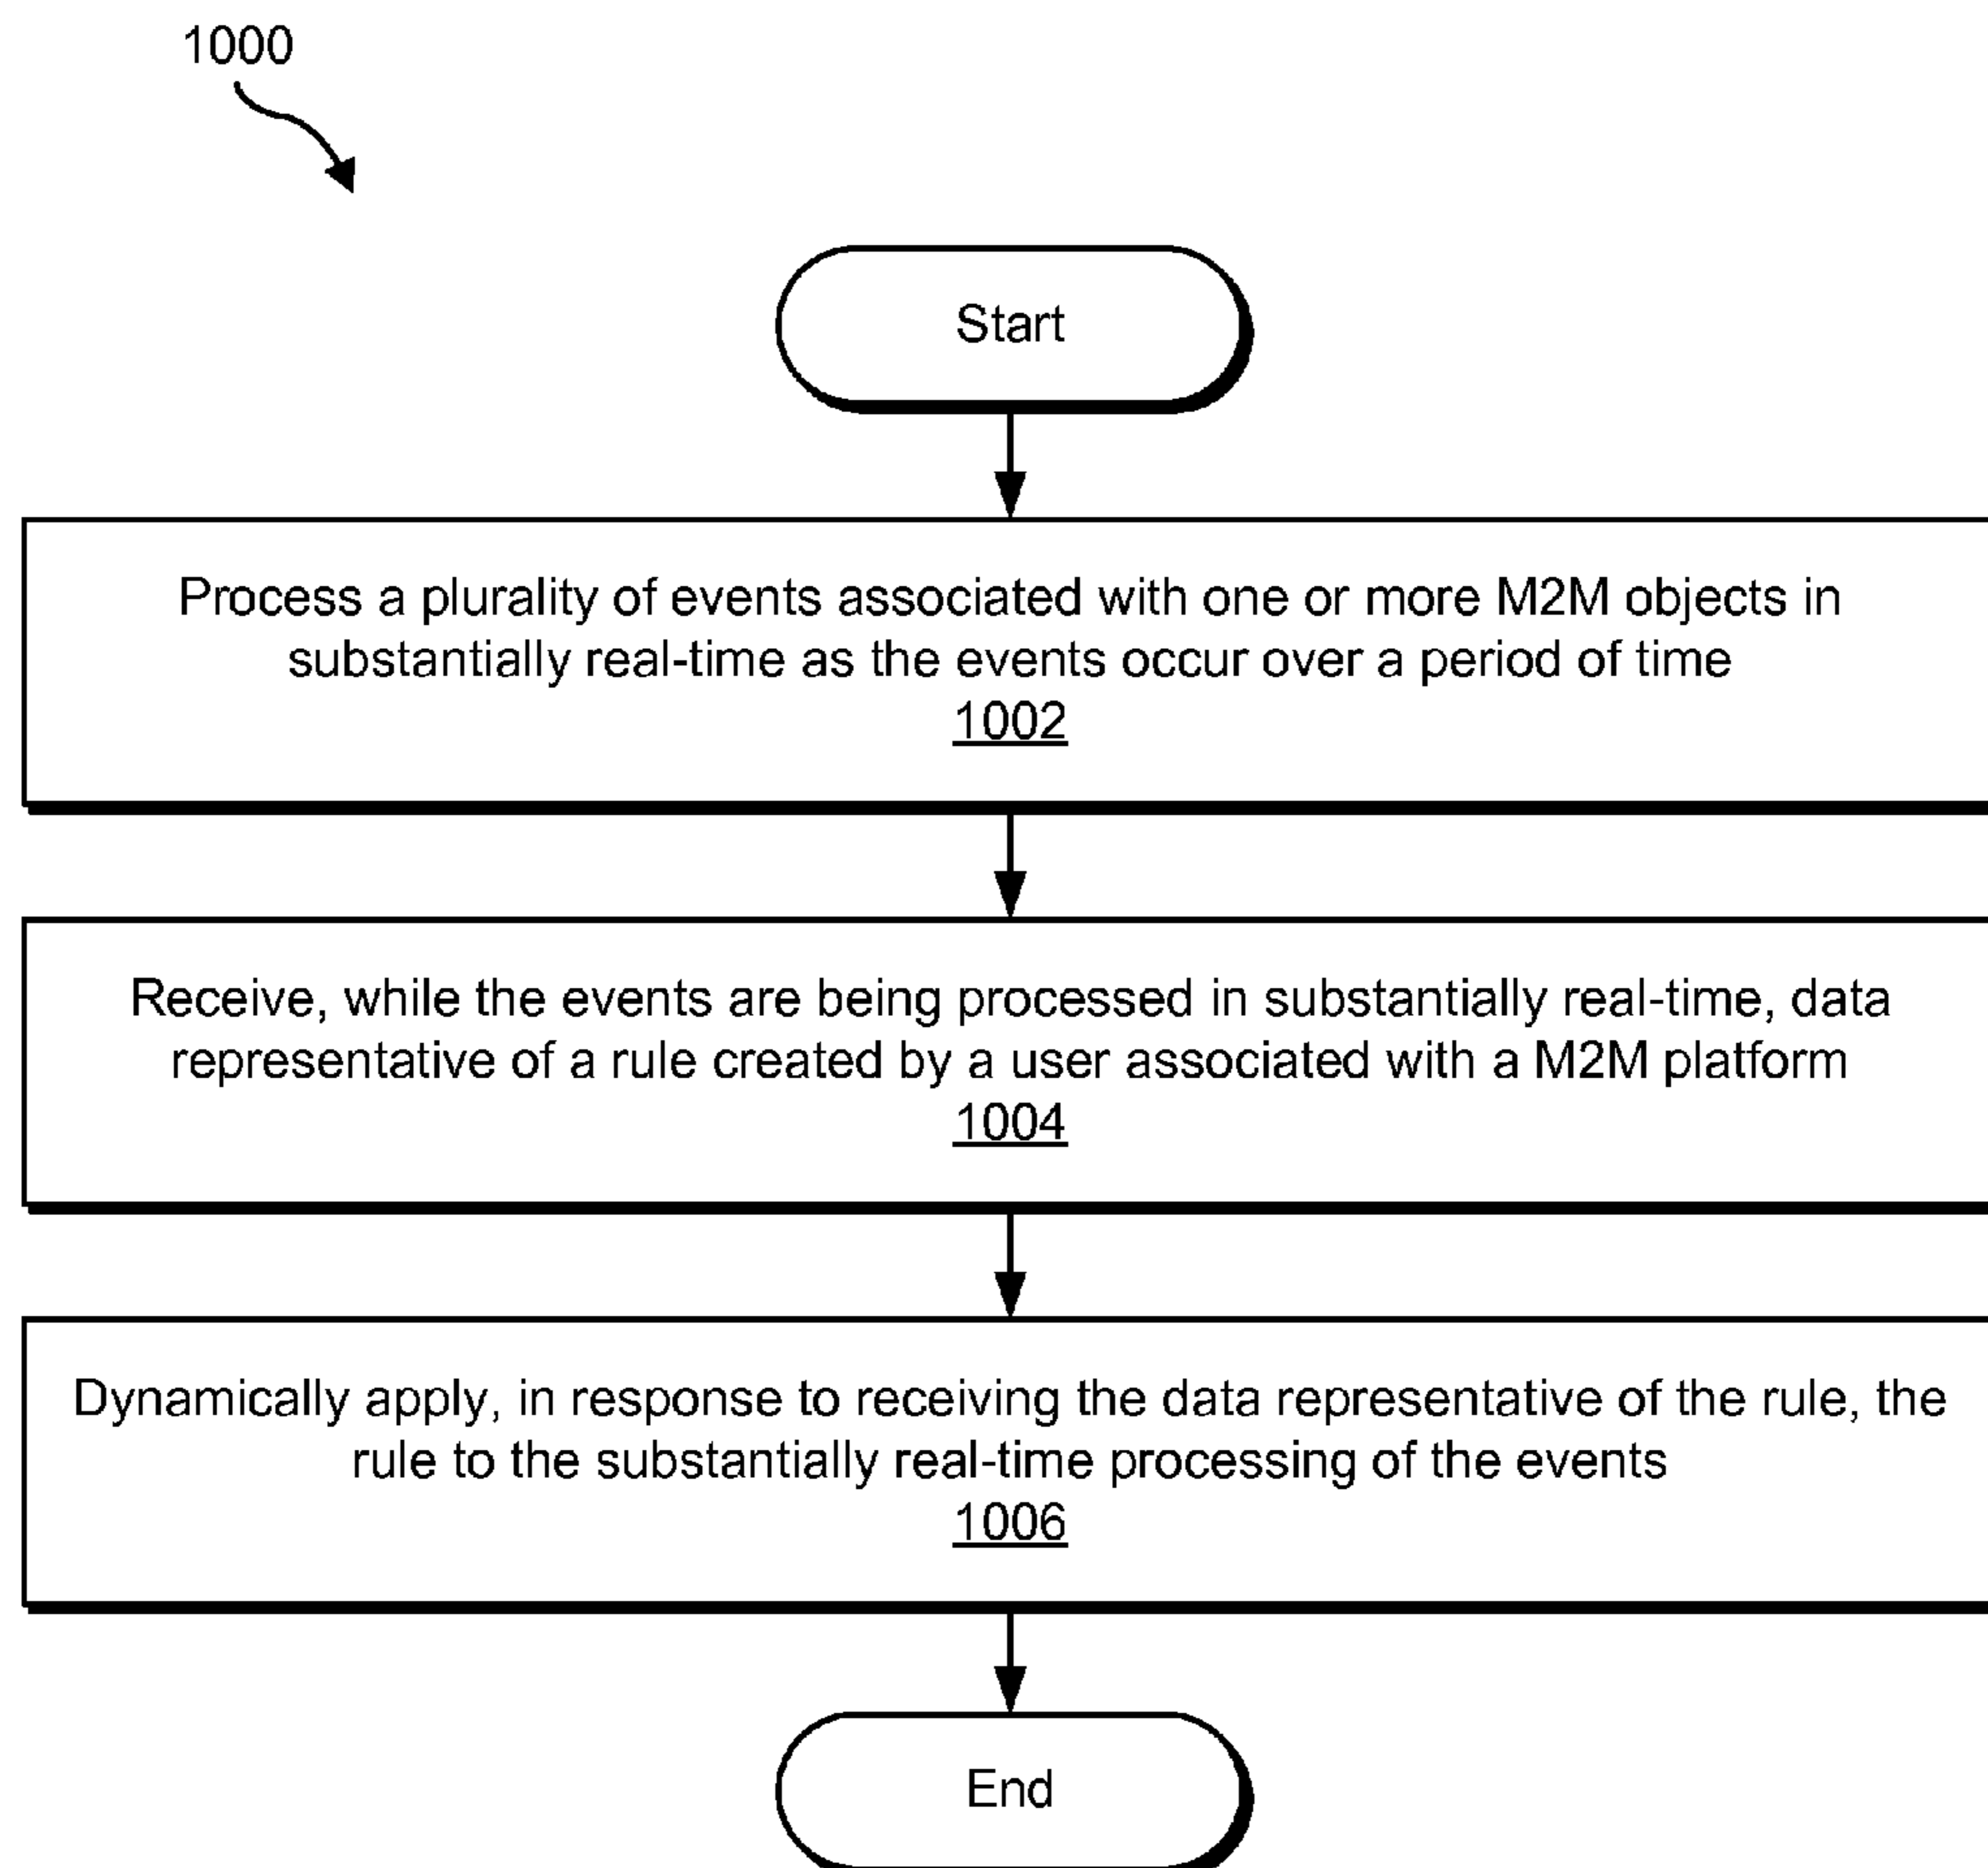 1000
Start
Process a plurality of events associated with one or more M2M objects in
substantially real-time as the events occur over a period of time
1002
Receive, while the events are being processed in substantially real-time, data
representative of a rule created by a user associated with a M2M platform
1004
Dynamically apply, in response to receiving the data representative of the rule, the
rule to the substantially real-time processing of the events
1006
End